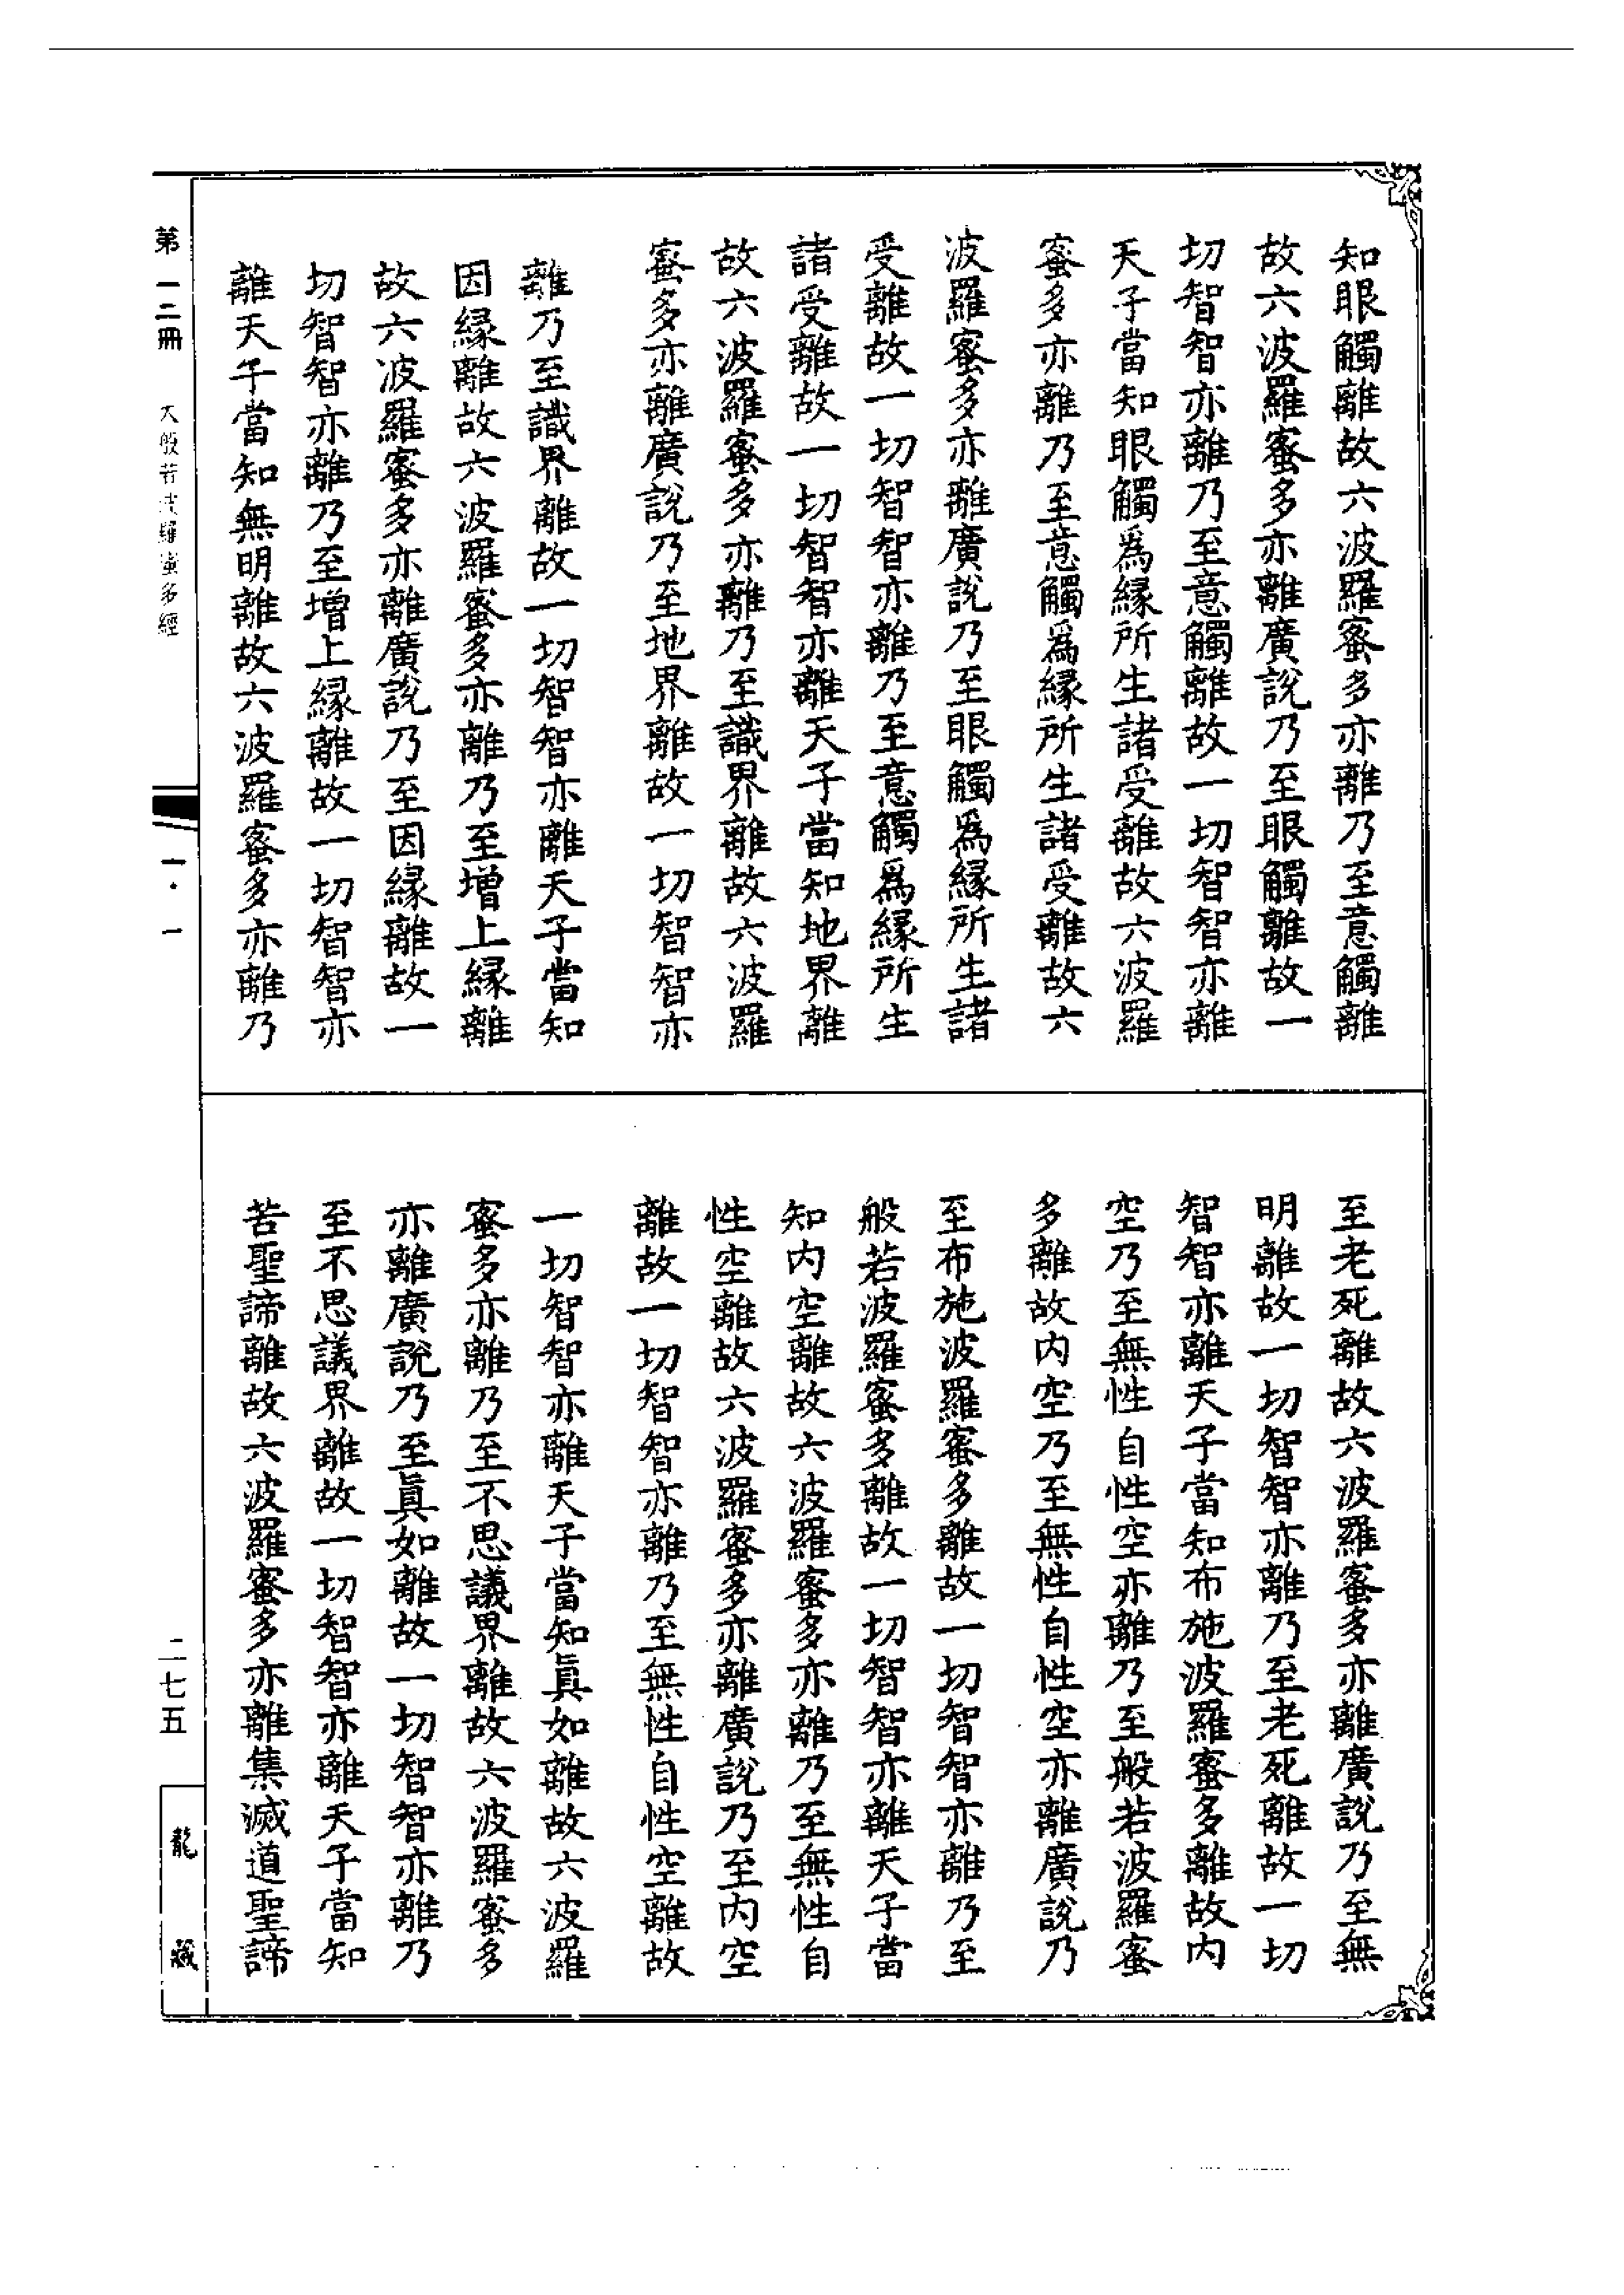 知眼觸離故六波羅蜜多亦離乃至意觸離
故六波羅蜜多亦離廣說乃至眼觸離故一
切智智亦離乃至意觸離故一切智智亦離
天子當知眼觸爲緣所生諸受離故六波羅
蜜多亦離乃至意觸爲緣所生諸受離故六
波羅蜜多亦離廣說乃至眼觸爲緣所生諸
受離故一切智智亦離乃至意觸爲緣所生
諸受離故一切智智亦離天子當知地界離
故六波羅蜜多亦離乃至識界離故六波羅
蜜多亦離廣說乃至地界離故一切智智亦
離乃至識界離故一切智智亦離天子當知
因緣離故六波羅蜜多亦離乃至增上緣離
故六波羅蜜多亦離廣說乃至因緣離故一
切智智亦離乃至增上緣離故一切智智亦
離天子當知無明離故六波羅蜜多亦離乃
至老死離故六波羅蜜多亦離廣說乃至無
明離故一切智智亦離乃至老死離故一切
智智亦離天子當知布施波羅蜜多離故內
空乃至無性自性空亦離乃至般若波羅蜜
多離故內空乃至無性自性空亦離廣說乃
至布施波羅蜜多離故一切智智亦離乃至
般若波羅蜜多離故一切智智亦離天子當
知內空離故六波羅蜜多亦離乃至無性自
性空離故六波羅蜜多亦離廣說乃至內空
離故一切智智亦離乃至無性自性空離故
一切智智亦離天子當知眞如離故六波羅
蜜多亦離乃至不思議界離故六波羅蜜多
亦離廣說乃至眞如離故一切智智亦離乃
至不思議界離故一切智智亦離天子當知
苦聖諦離故六波羅蜜多亦離集滅道聖諦
第一二冊
大般若波羅蜜多經
一·一
二七五
龍藏